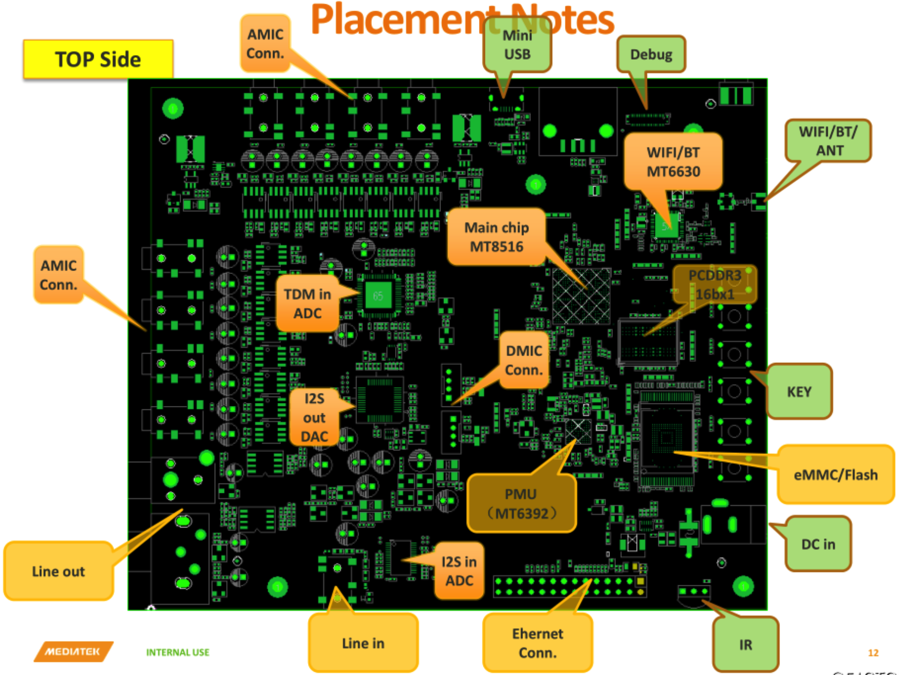 Placement Notes
TOP Side
AMIC
Conn.
Mini
USB
Debug
WIFI/BT/
ANT
WIFI/BT
MT6630
Main chip
MT8516
AMIC
Conn.
TDM in
ADC
PCDDR3
16bx1
DMIC
Conn.
I2S
out
DAC
KEY
eMMC/Flash
PMU
（MT6392）
DC in
Line out
I2S in
ADC
Line in
Ehernet
Conn.
IR
MEDIATEK
INTERNAL USE
12